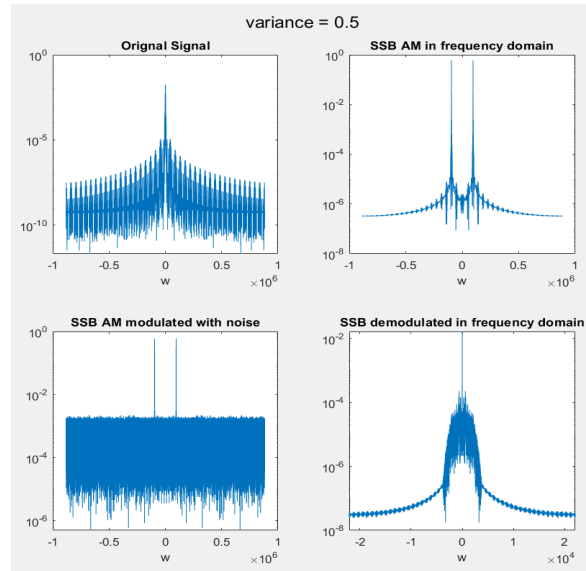 variance = 0.5
Orignal Signal
10^0
10^-5
10^-10
-1 -0.5 0 0.5 1
w ×10^6
SSB AM in frequency domain
10^0
10^-2
10^-4
10^-6
10^-8
-1 -0.5 0 0.5 1
w ×10^6
SSB AM modulated with noise
10^0
10^-2
10^-4
10^-6
-1 -0.5 0 0.5 1
w ×10^6
SSB demodulated in frequency domain
10^-2
10^-4
10^-6
10^-8
-2 -1 0 1 2
w ×10^4